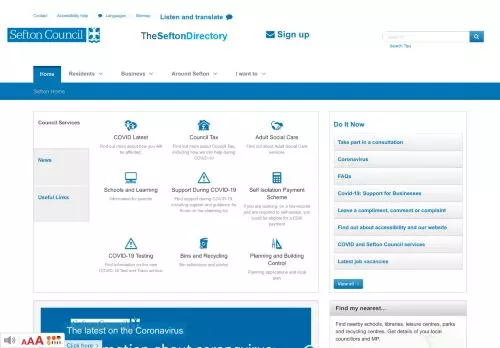 Contact Accessibility help Languages Sitemap Listen and translate
Sefton Council
TheSeftonDirectory
Sign up
Search
Search Tips
Home Residents Business Around Sefton I want to
Sefton Home
Council Services
News
Useful Links
COVID Latest
Find out more about how you will be affected
Council Tax
Find out more about Council Tax, including how we can help during COVID-19
Adult Social Care
Find out about Adult Social Care services
Schools and Learning
Information for parents
Support During COVID-19
Find support during COVID-19, including support and guidance for those on the shielding list
Self Isolation Payment Scheme
If you are working, on a low income and are required to self-isolate, you could be eligible for a £500 payment
COVID-19 Testing
Find information on the new COVID-19 Test and Trace service
Bins and Recycling
Bin collections and advice
Planning and Building Control
Planning applications and local plan
Do It Now
Take part in a consultation
Coronavirus
FAQs
Covid-19: Support for Businesses
Leave a compliment, comment or complaint
Find out about accessibility and our website
COVID and Sefton Council services
Latest job vacancies
View all
Find my nearest...
Find nearby schools, libraries, leisure centres, parks
and recycling centres. Get details of your local
councillors and MP.
The latest on the Coronavirus
Click here
AAA